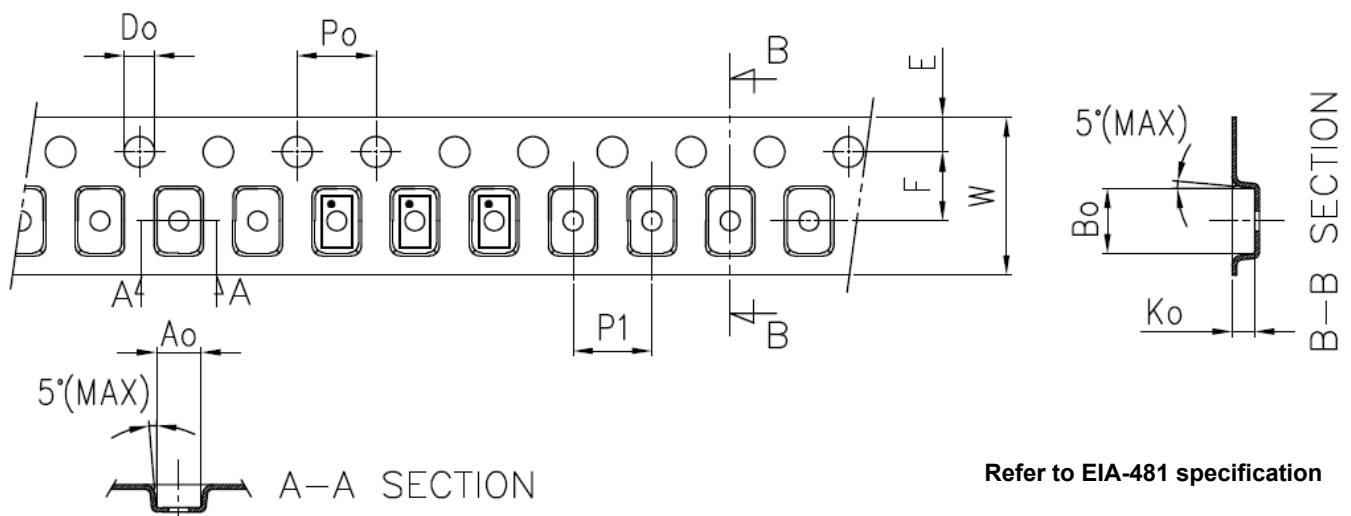 Do
Po
B
E
5°(MAX)
F
W
Bo
B-B SECTION
A
A
P1
B
Ko
Ao
5°(MAX)
A-A SECTION
Refer to EIA-481 specification